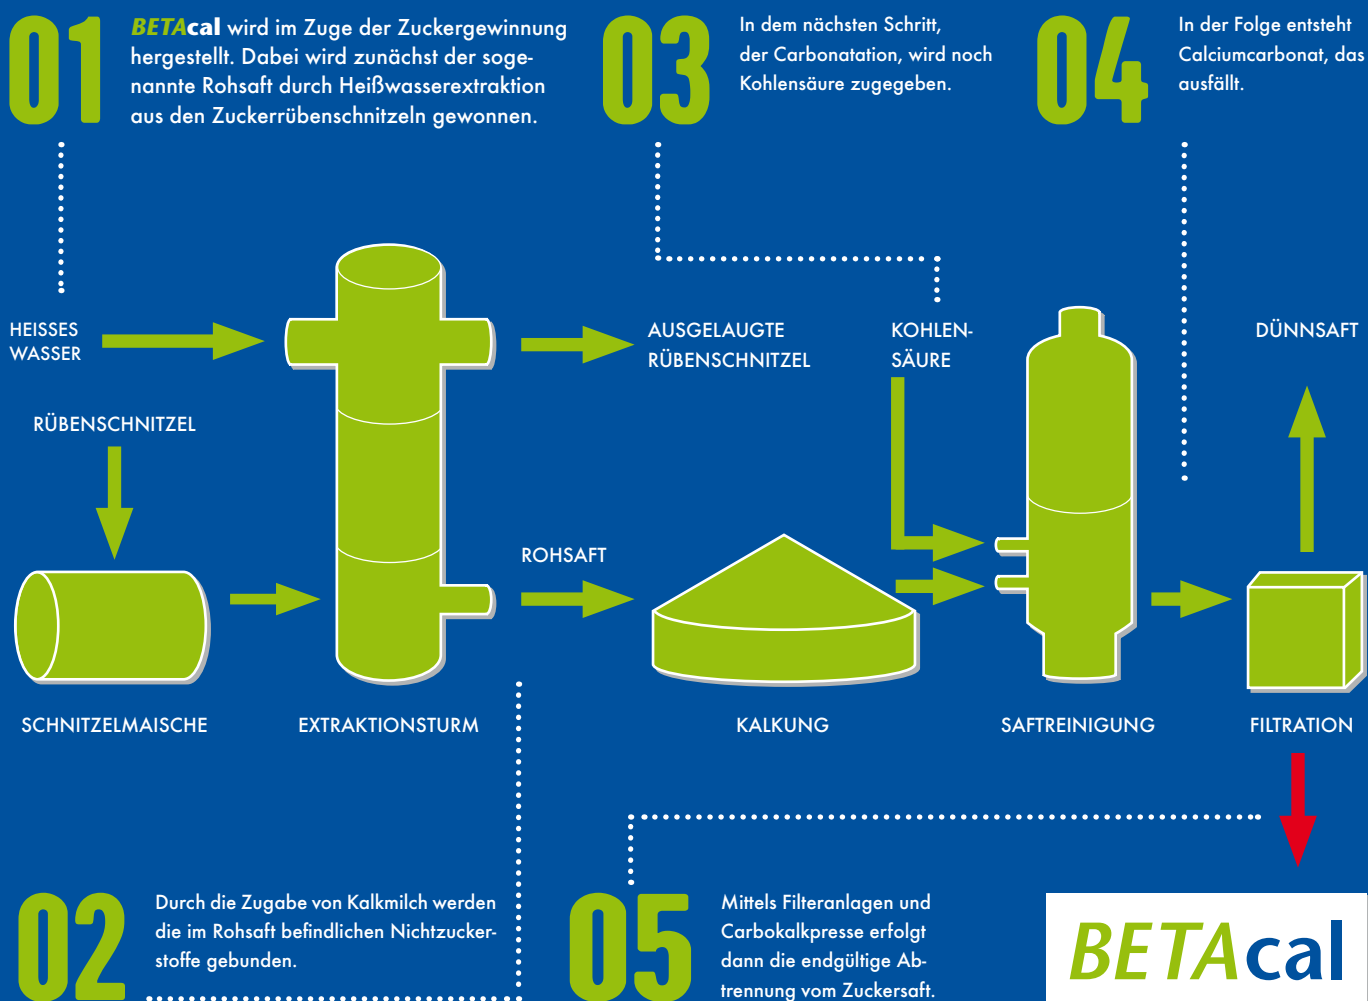 01
BETAcal wird im Zuge der Zuckergewinnung
hergestellt. Dabei wird zunächst der soge-
nannte Rohsaft durch Heißwasserextraktion
aus den Zuckerrübenschnitzeln gewonnen.
03
In dem nächsten Schritt,
der Carbonatation, wird noch
Kohlensäure zugegeben.
04
In der Folge entsteht
Calciumcarbonat, das
ausfällt.
HEISSES
WASSER
AUSGELAUGTE
RÜBENSCHNITZEL
KOHLEN-
SÄURE
DÜNNSAFT
RÜBENSCHNITZEL
ROHSAFT
SCHNITZELMAISCHE
EXTRAKTIONSTURM
KALKUNG
SAFTREINIGUNG
FILTRATION
02
Durch die Zugabe von Kalkmilch werden
die im Rohsaft befindlichen Nichtzucker-
stoffe gebunden.
05
Mittels Filteranlagen und
Carbokalkpresse erfolgt
dann die endgültige Ab-
trennung vom Zuckersaft.
BETAcal